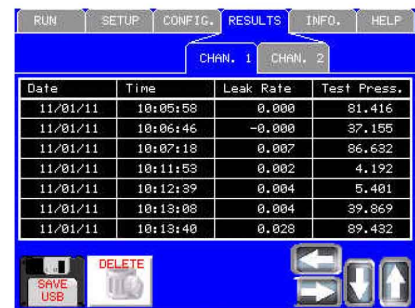 RUN SETUP CONFIG. RESULTS INFO. HELP
CHAN. 1 CHAN. 2
Date Time Leak Rate Test Press.
11/01/11 10:05:58 0.000 81.416
11/01/11 10:06:46 -0.000 37.155
11/01/11 10:07:18 0.007 86.632
11/01/11 10:11:53 0.002 4.192
11/01/11 10:12:39 0.004 5.401
11/01/11 10:13:08 0.004 39.869
11/01/11 10:13:40 0.028 89.432
SAVE USB
DELETE